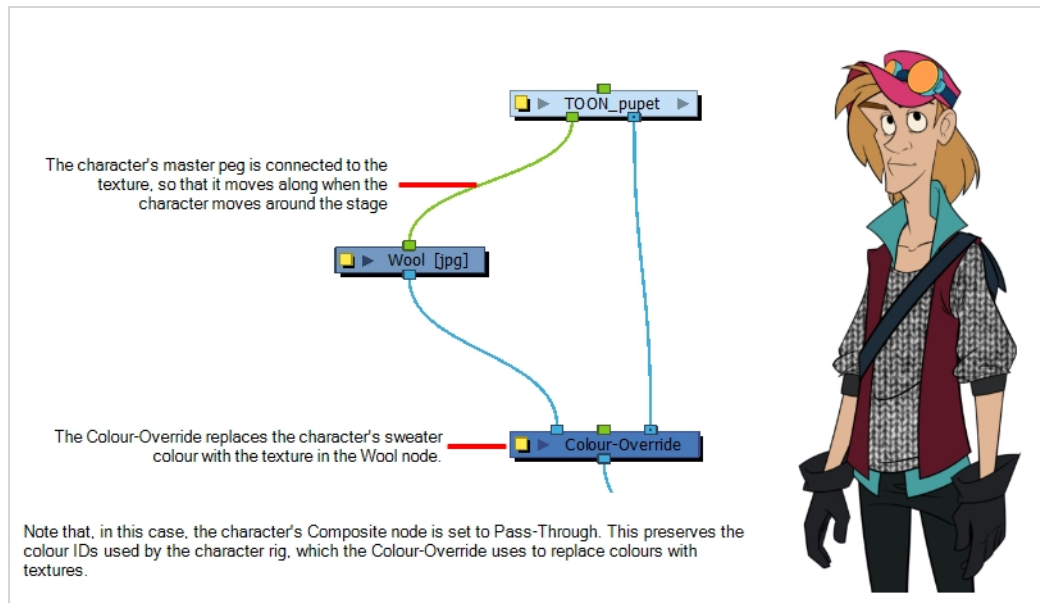 TOON_pupet
The character's master peg is connected to the
texture, so that it moves along when the
character moves around the stage
Wool [jpg]
The Colour-Override replaces the character's sweater
colour with the texture in the Wool node.
Colour-Override
Note that, in this case, the character's Composite node is set to Pass-Through. This preserves the
colour IDs used by the character rig, which the Colour-Override uses to replace colours with
textures.